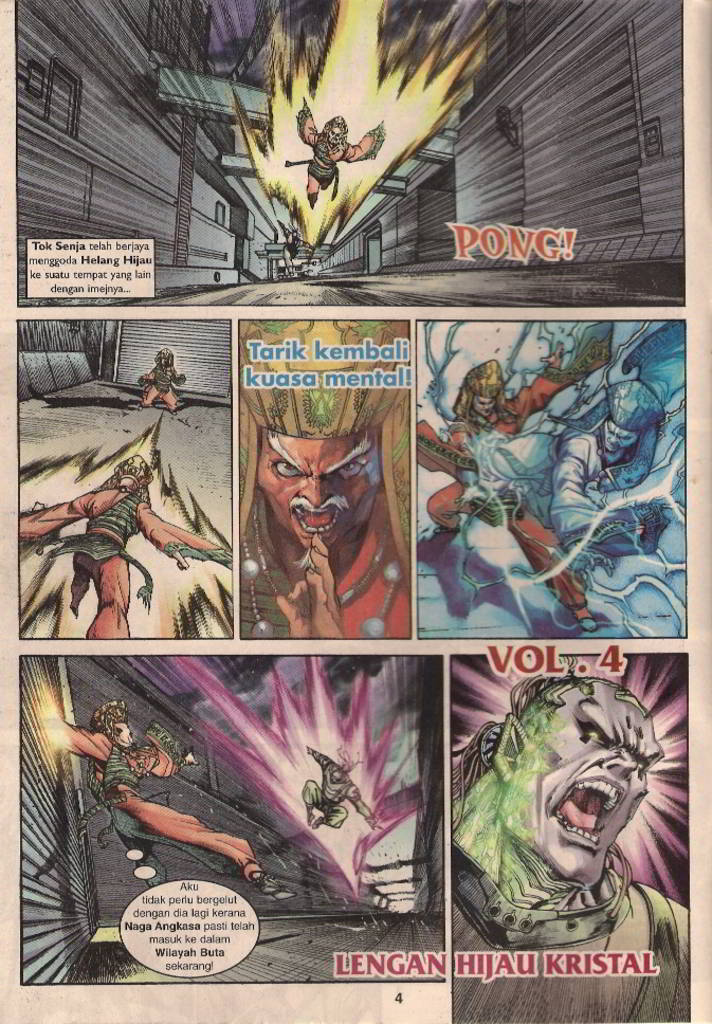 Tok Senja telah berjaya
menggoda Helang Hijau
ke suatu tempat yang lain
dengan imejnya...
PONG!
Tarik kembali
kuasa mental!
Aku
tidak perlu bergelut
dengan dia lagi kerana
Naga Angkasa pasti telah
masuk ke dalam
Wilayah Buta
sekarang!
VOL. 4
LENGAN HIJAU KRISTAL
4